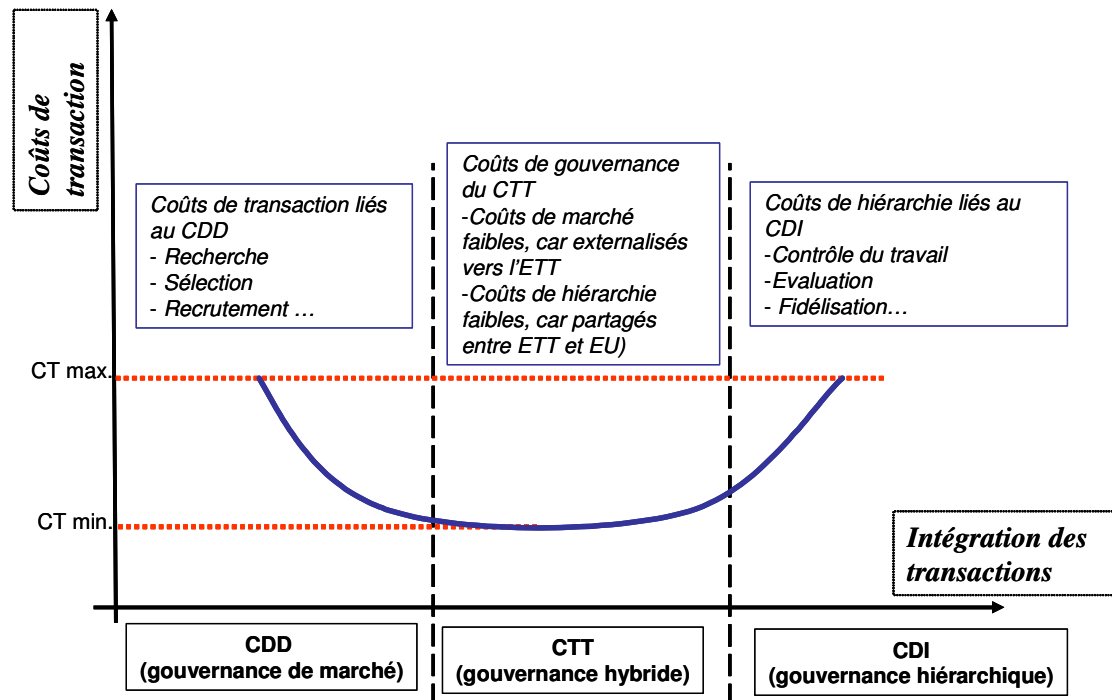 Coûts de
transaction
Coûts de transaction liés
au CDD
- Recherche
- Sélection
- Recrutement …
Coûts de gouvernance
du CTT
-Coûts de marché
faibles, car externalisés
vers l’ETT
-Coûts de hiérarchie
faibles, car partagés
entre ETT et EU)
Coûts de hiérarchie liés au
CDI
-Contrôle du travail
-Evaluation
- Fidélisation…
CT max.
CT min.
Intégration des
transactions
CDD
(gouvernance de marché)
CTT
(gouvernance hybride)
CDI
(gouvernance hiérarchique)